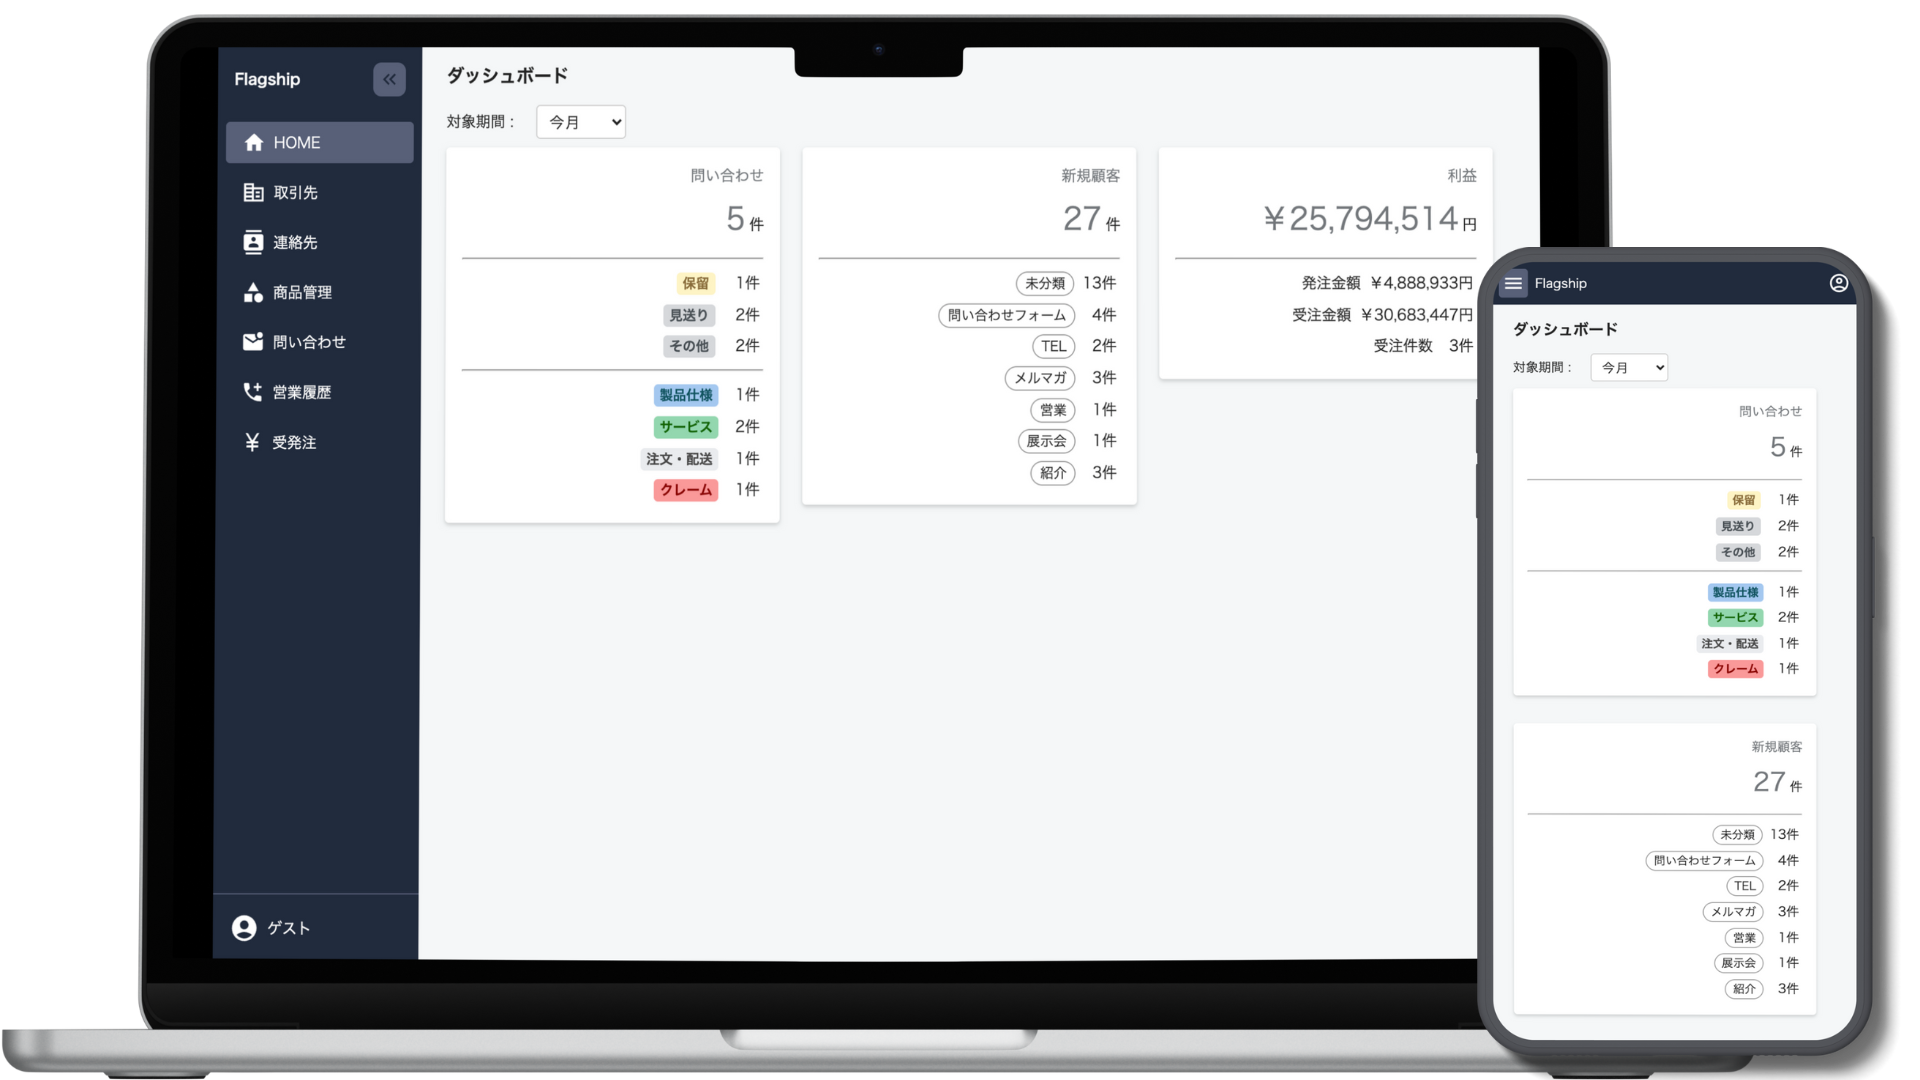 Flagship
HOME
取引先
連絡先
商品管理
問い合わせ
営業履歴
受発注
ゲスト
ダッシュボード
対象期間： 今月
問い合わせ
5 件
保留 1件
見送り 2件
その他 2件
製品仕様 1件
サービス 2件
注文・配送 1件
クレーム 1件
新規顧客
27 件
未分類 13件
問い合わせフォーム 4件
TEL 2件
メルマガ 3件
営業 1件
展示会 1件
紹介 3件
利益
￥25,794,514 円
発注金額 ￥4,888,933円
受注金額 ￥30,683,447円
受注件数 3件
Flagship
ダッシュボード
対象期間： 今月
問い合わせ
5 件
保留 1件
見送り 2件
その他 2件
製品仕様 1件
サービス 2件
注文・配送 1件
クレーム 1件
新規顧客
27 件
未分類 13件
問い合わせフォーム 4件
TEL 2件
メルマガ 3件
営業 1件
展示会 1件
紹介 3件